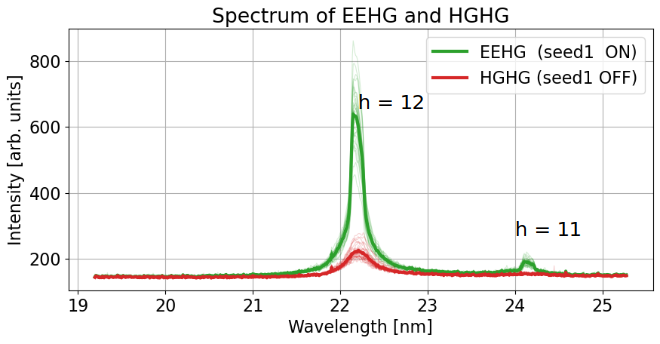 Spectrum of EEHG and HGHG
Intensity [arb. units]
800
600
400
200
EEHG (seed1 ON)
HGHG (seed1 OFF)
h = 12
h = 11
19 20 21 22 23 24 25
Wavelength [nm]